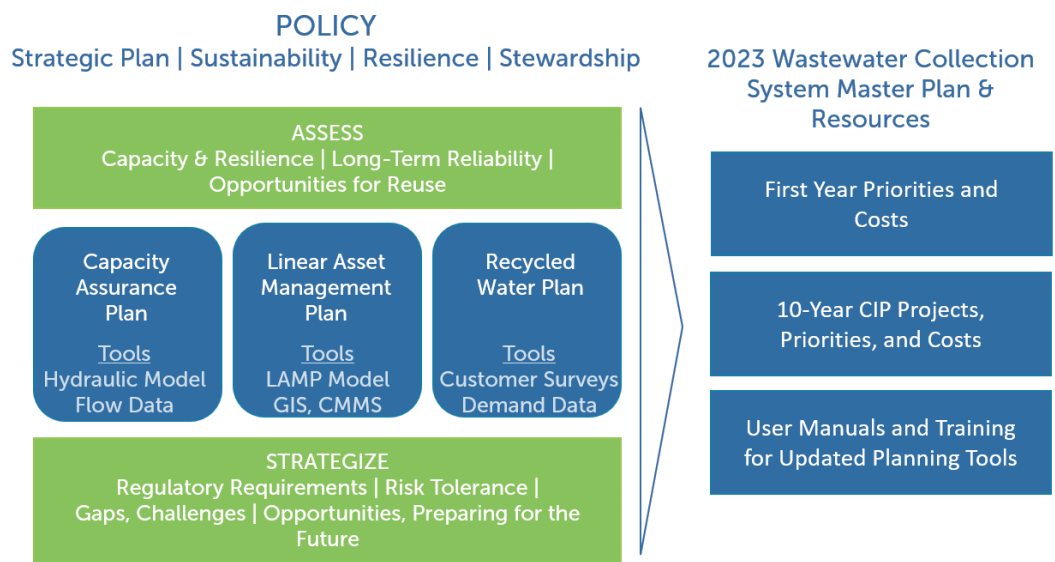 POLICY
Strategic Plan | Sustainability | Resilience | Stewardship
ASSESS
Capacity & Resilience | Long-Term Reliability |
Opportunities for Reuse
Capacity
Assurance
Plan
Tools
Hydraulic Model
Flow Data
Linear Asset
Management
Plan
Tools
LAMP Model
GIS, CMMS
Recycled
Water Plan
Tools
Customer Surveys
Demand Data
STRATEGIZE
Regulatory Requirements | Risk Tolerance |
Gaps, Challenges | Opportunities, Preparing for the
Future
2023 Wastewater Collection
System Master Plan &
Resources
First Year Priorities and
Costs
10-Year CIP Projects,
Priorities, and Costs
User Manuals and Training
for Updated Planning Tools